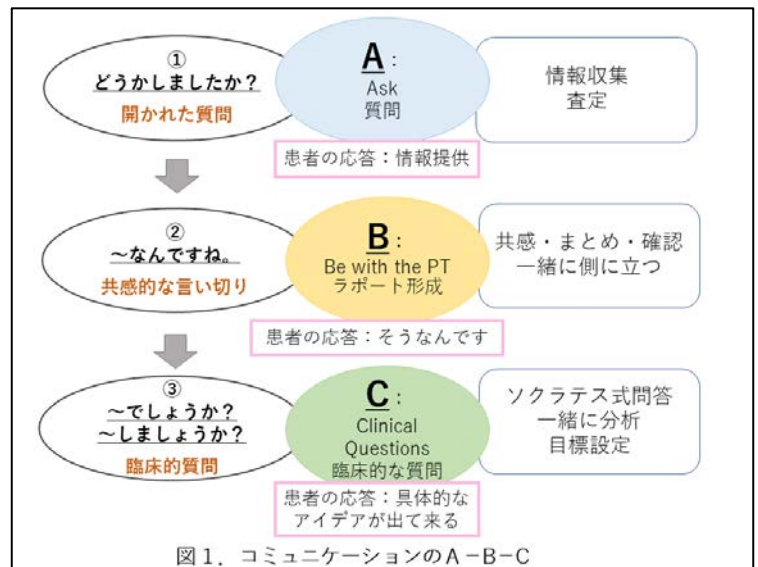 ①
どうかしましたか？
開かれた質問
A：
Ask
質問
情報収集
査定
患者の応答：情報提供
②
～なんですね。
共感的な言い切り
B：
Be with the PT
ラポート形成
共感・まとめ・確認
一緒に側に立つ
患者の応答：そうなんです
③
～でしょうか？
～しましょうか？
臨床的質問
C：
Clinical
Questions
臨床的な質問
ソクラテス式問答
一緒に分析
目標設定
患者の応答：具体的な
アイデアが出て来る
図1．コミュニケーションのA－B－C